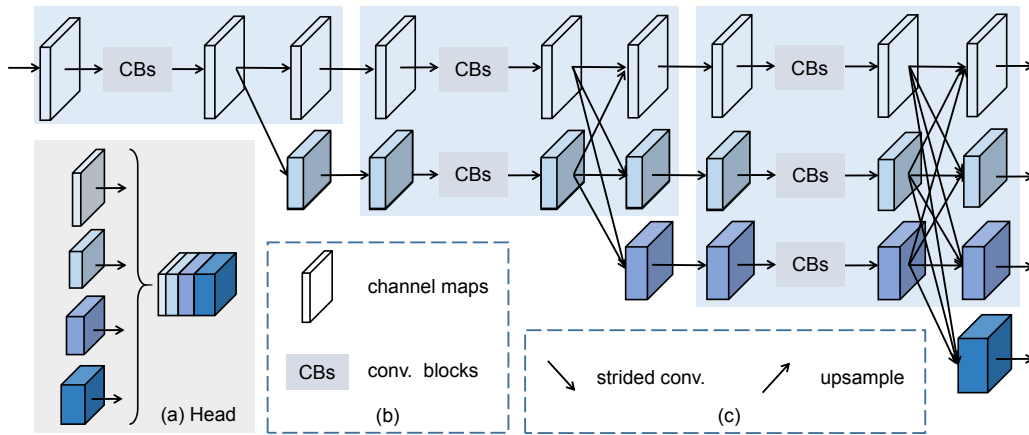 CBs
CBs
CBs
CBs
CBs
CBs
channel maps
CBs
conv. blocks
strided conv.
upsample
(a) Head
(b)
(c)